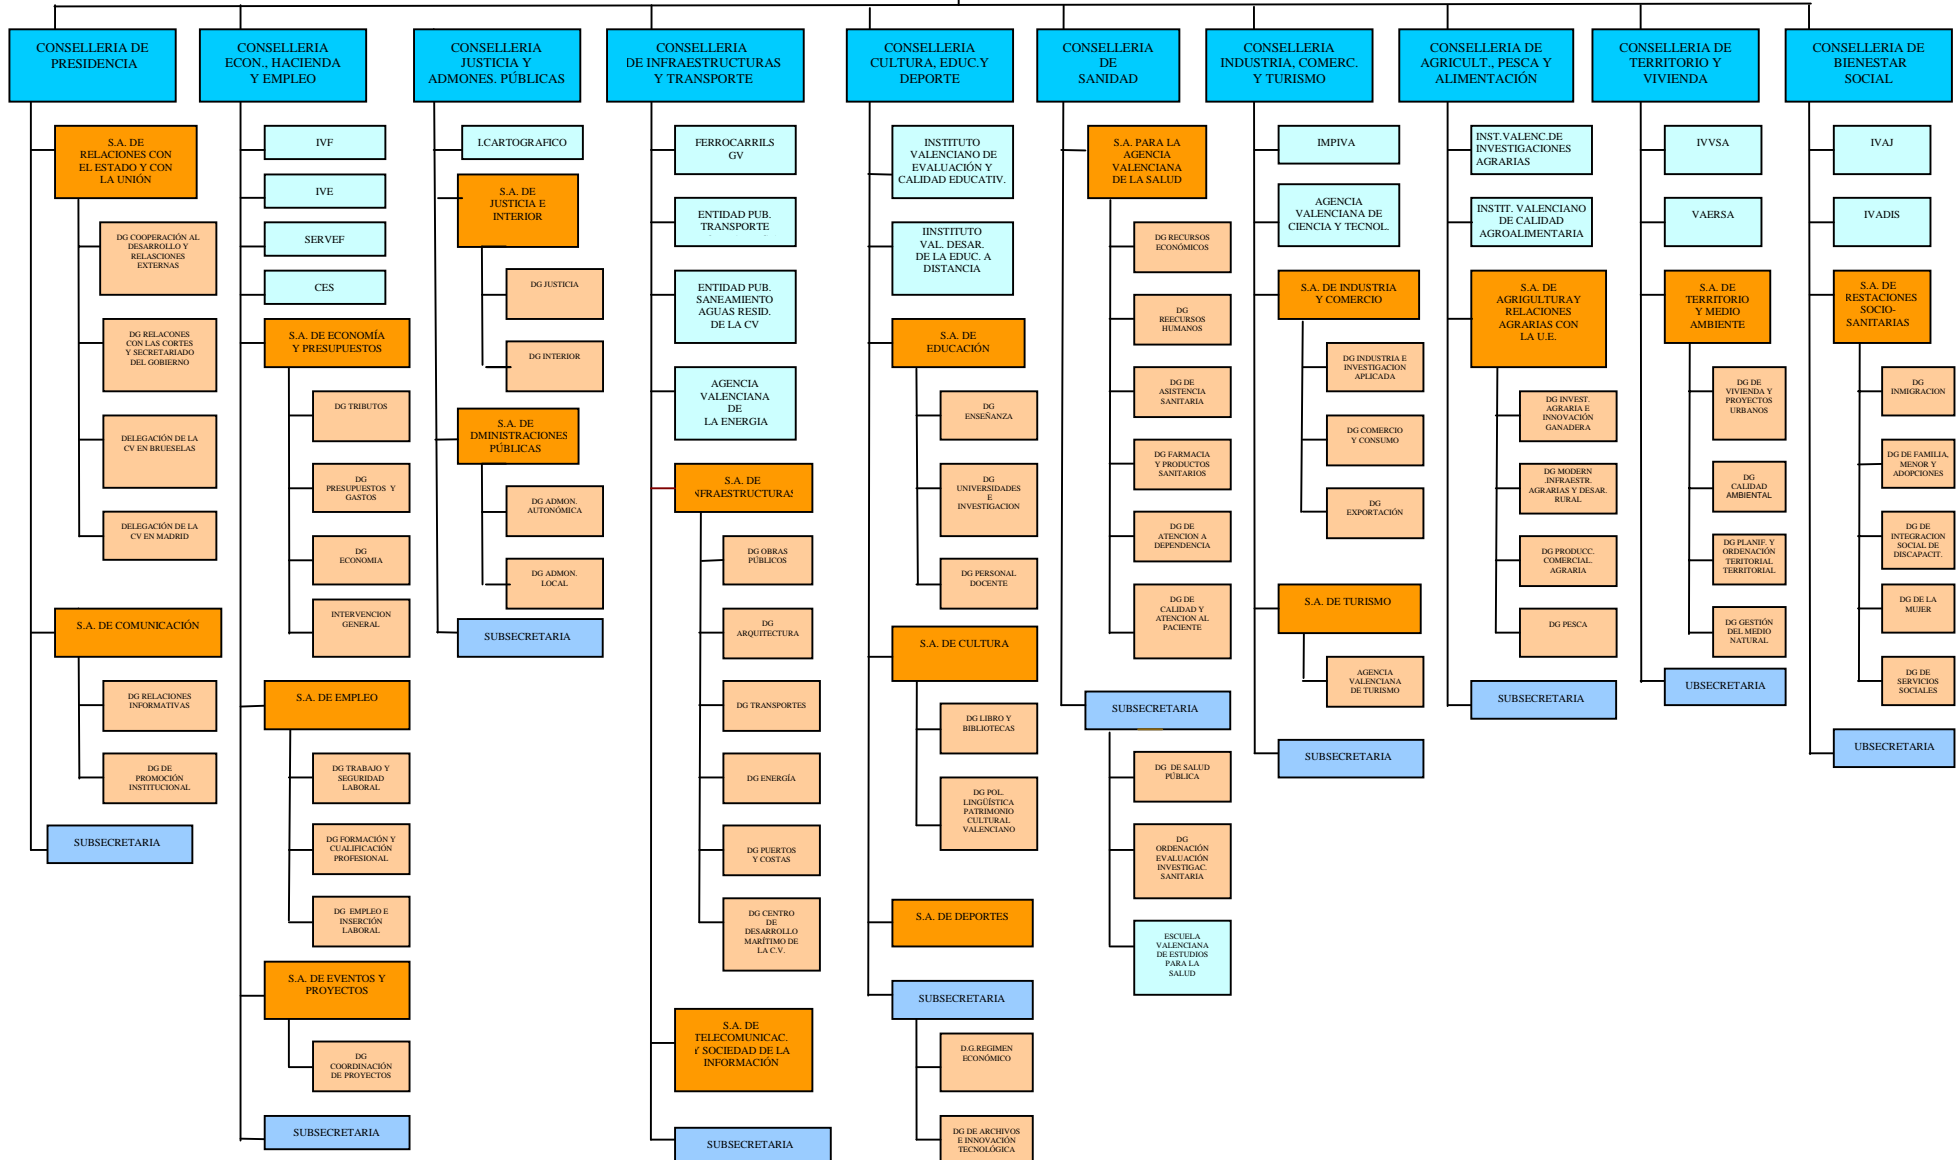 CONSELLERIA DE
PRESIDENCIA
S.A. DE
RELACIONES CON
EL ESTADO Y CON
LA UNIÓN
DG COOPERACIÓN AL
DESARROLLO Y
RELASCIONES
EXTERNAS
DG RELACONES
CON LAS CORTES
Y SECRETARIADO
DEL GOBIERNO
DELEGACIÓN DE LA
CV EN BRUESELAS
DELEGACIÓN DE LA
CV EN MADRID
S.A. DE COMUNICACIÓN
DG RELACIONES
INFORMATIVAS
DG DE
PROMOCIÓN
INSTITUCIONAL
SUBSECRETARIA
CONSELLERIA
ECON., HACIENDA
Y EMPLEO
IVF
IVE
SERVEF
CES
S.A. DE ECONOMÍA
Y PRESUPUESTOS
DG TRIBUTOS
DG
PRESUPUESTOS Y
GASTOS
DG
ECONOMIA
INTERVENCION
GENERAL
S.A. DE EMPLEO
DG TRABAJO Y
SEGURIDAD
LABORAL
DG FORMACIÓN Y
CUALIFICACIÓN
PROFESIONAL
DG EMPLEO E
INSERCIÓN
LABORAL
S.A. DE EVENTOS Y
PROYECTOS
DG
COORDINACIÓN
DE PROYECTOS
SUBSECRETARIA
CONSELLERIA
JUSTICIA Y
ADMONES. PÚBLICAS
I.CARTOGRAFICO
S.A. DE
JUSTICIA E
INTERIOR
DG JUSTICIA
DG INTERIOR
S.A. DE
DMINISTRACIONES
PÚBLICAS
DG ADMON.
AUTONÓMICA
DG ADMON.
LOCAL
SUBSECRETARIA
CONSELLERIA
DE INFRAESTRUCTURAS
Y TRANSPORTE
FERROCARRILS
GV
ENTIDAD PUB.
TRANSPORTE
ENTIDAD PUB.
SANEAMIENTO
AGUAS RESID.
DE LA CV
AGENCIA
VALENCIANA
DE
LA ENERGIA
S.A. DE
NFRAESTRUCTURAS
DG OBRAS
PÚBLICOS
DG
ARQUITECTURA
DG TRANSPORTES
DG ENERGÍA
DG PUERTOS
Y COSTAS
DG CENTRO
DE
DESARROLLO
MARÍTIMO DE
LA C.V.
S.A. DE
TELECOMUNICAC.
Y SOCIEDAD DE LA
INFORMACIÓN
SUBSECRETARIA
CONSELLERIA
CULTURA, EDUC.Y
DEPORTE
INSTITUTO
VALENCIANO DE
EVALUACIÓN Y
CALIDAD EDUCATIV.
IINSTITUTO
VAL. DESAR.
DE LA EDUC. A
DISTANCIA
S.A. DE
EDUCACIÓN
DG
ENSEÑANZA
DG
UNIVERSIDADES
E
INVESTIGACION
DG PERSONAL
DOCENTE
S.A. DE CULTURA
DG LIBRO Y
BIBLIOTECAS
DG POL.
LINGÜÍSTICA
PATRIMONIO
CULTURAL
VALENCIANO
S.A. DE DEPORTES
SUBSECRETARIA
D.G.REGIMEN
ECONÓMICO
DG DE ARCHIVOS
E INNOVACIÓN
TECNOLÓGICA
CONSELLERIA
DE
SANIDAD
S.A. PARA LA
AGENCIA
VALENCIANA
DE LA SALUD
DG RECURSOS
ECONÓMICOS
DG
REECURSOS
HUMANOS
DG DE
ASISTENCIA
SANITARIA
DG FARMACIA
Y PRODUCTOS
SANITARIOS
DG DE
ATENCION A
DEPENDENCIA
DG DE
CALIDAD Y
ATENCION AL
PACIENTE
SUBSECRETARIA
DG DE SALUD
PÚBLICA
DG
ORDENACIÓN
EVALUACIÓN
INVESTIGAC.
SANITARIA
ESCUELA
VALENCIANA
DE ESTUDIOS
PARA LA
SALUD
CONSELLERIA
INDUSTRIA, COMERC.
Y TURISMO
IMPIVA
AGENCIA
VALENCIANA DE
CIENCIA Y TECNOL.
S.A. DE INDUSTRIA
Y COMERCIO
DG INDUSTRIA E
INVESTIGACION
APLICADA
DG COMERCIO
Y CONSUMO
DG
EXPORTACIÓN
S.A. DE TURISMO
AGENCIA
VALENCIANA
DE TURISMO
SUBSECRETARIA
CONSELLERIA DE
AGRICULT., PESCA Y
ALIMENTACIÓN
INST.VALENC.DE
INVESTIGACIONES
AGRARIAS
INSTIT. VALENCIANO
DE CALIDAD
AGROALIMENTARIA
S.A. DE
AGRIGULTURAY
RELACIONES
AGRARIAS CON
LA U.E.
DG INVEST.
AGRARIA E
INNOVACIÓN
GANADERA
DG MODERN
.INFRAESTR.
AGRARIAS Y DESAR.
RURAL
DG PRODUCC.
COMERCIAL.
AGRARIA
DG PESCA
SUBSECRETARIA
CONSELLERIA DE
TERRITORIO Y
VIVIENDA
IVVSA
VAERSA
S.A. DE
TERRITORIO
Y MEDIO
AMBIENTE
DG DE
VIVIENDA Y
PROYECTOS
URBANOS
DG
CALIDAD
AMBIENTAL
DG PLANIF. Y
ORDENACIÓN
TERITORIAL
TERRITORIAL
DG GESTIÓN
DEL MEDIO
NATURAL
UBSECRETARIA
CONSELLERIA DE
BIENESTAR
SOCIAL
IVAJ
IVADIS
S.A. DE
RESTACIONES
SOCIO-
SANITARIAS
DG
INMIGRACION
DG DE FAMILIA,
MENOR Y
ADOPCIONES
DG DE
INTEGRACION
SOCIAL DE
DISCAPACIT.
DG DE LA
MUJER
DG DE
SERVICIOS
SOCIALES
UBSECRETARIA